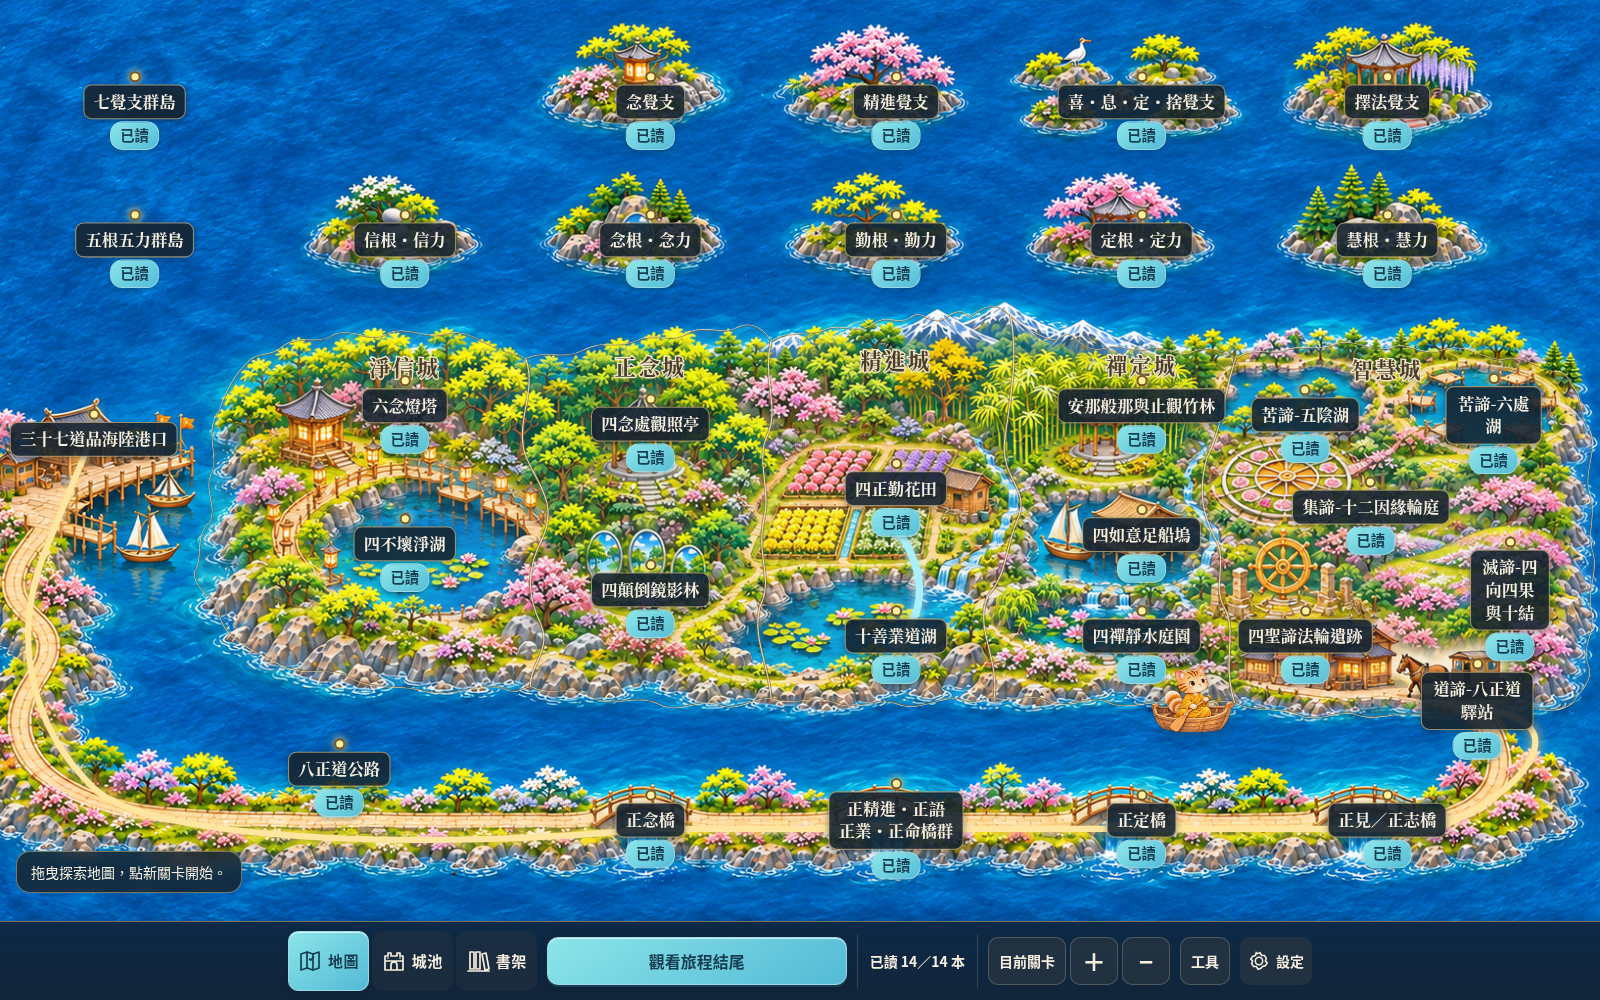 七覺支群島
已讀
念覺支
已讀
精進覺支
已讀
喜・息・定・捨覺支
已讀
擇法覺支
已讀
五根五力群島
已讀
信根・信力
已讀
念根・念力
已讀
勤根・勤力
已讀
定根・定力
已讀
慧根・慧力
已讀
淨信城
正念城
精進城
禪定城
智慧城
三十七道品海陸港口
六念燈塔
已讀
四不壞淨湖
已讀
四念處觀照亭
已讀
四顛倒鏡影林
已讀
四正勤花田
已讀
十善業道湖
已讀
安那般那與止觀竹林
已讀
四如意足船塢
已讀
四禪靜水庭園
已讀
苦諦-五陰湖
已讀
苦諦-六處
湖
已讀
集諦-十二因緣輪庭
已讀
滅諦-四
向四果
與十結
已讀
四聖諦法輪遺跡
已讀
道諦-八正道
驛站
已讀
八正道公路
已讀
正念橋
已讀
正精進・正語
正業・正命橋群
已讀
正定橋
已讀
正見／正志橋
已讀
拖曳探索地圖，點新關卡開始。
地圖
城池
書架
觀看旅程結尾
已讀 14／14 本
目前關卡
+
−
工具
設定